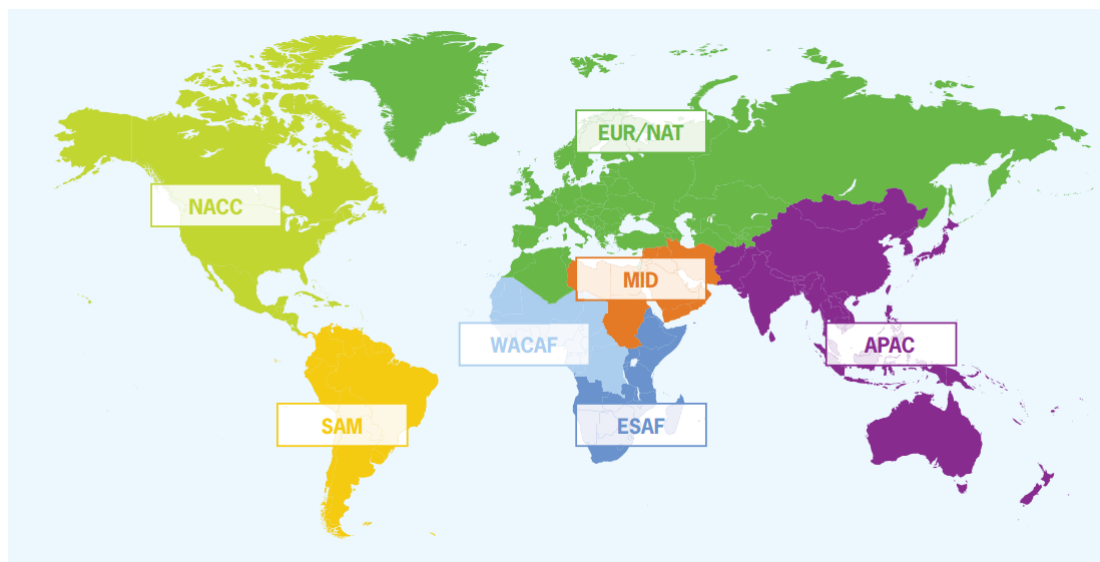 EUR/NAT
NACC
MID
WACAF
APAC
SAM
ESAF